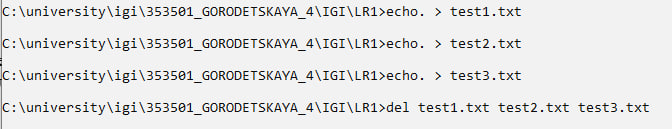 C:\university\igi\353501_GORODETSKAYA_4\IGI\LR1>echo. > test1.txt
C:\university\igi\353501_GORODETSKAYA_4\IGI\LR1>echo. > test2.txt
C:\university\igi\353501_GORODETSKAYA_4\IGI\LR1>echo. > test3.txt
C:\university\igi\353501_GORODETSKAYA_4\IGI\LR1>del test1.txt test2.txt test3.txt